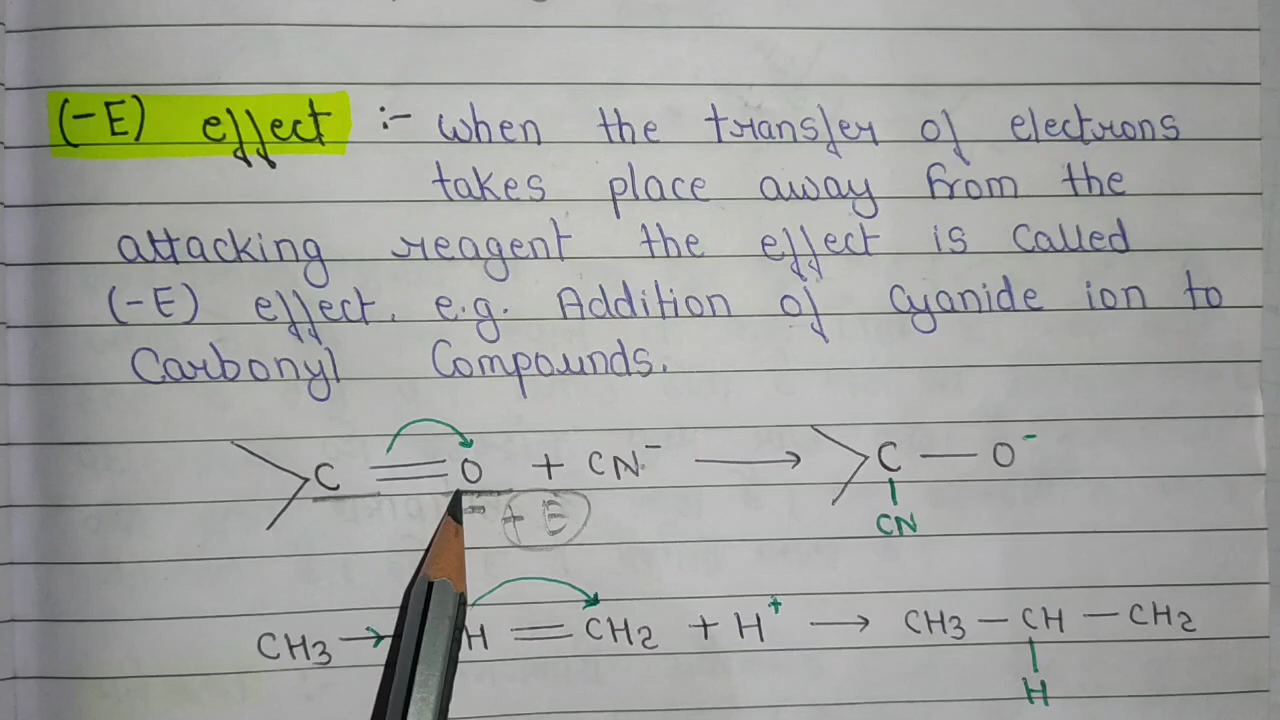 (-E) effect :- when the transfer of electrons
takes place away from the
attacking reagent the effect is called
(-E) effect. e.g. Addition of Cyanide ion to
Carbonyl Compounds.
C = O + CN⁻ ⟶ C — O⁻
CN
+ E
CH3 → H = CH2 + H⁺ ⟶ CH3 — CH — CH2
H